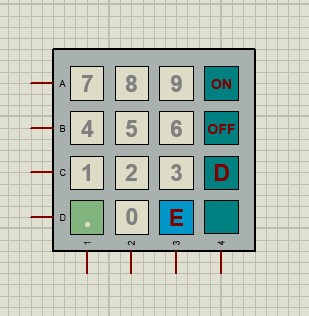 A 7 8 9 ON
B 4 5 6 OFF
C 1 2 3 D
D . 0 E
1 2 3 4